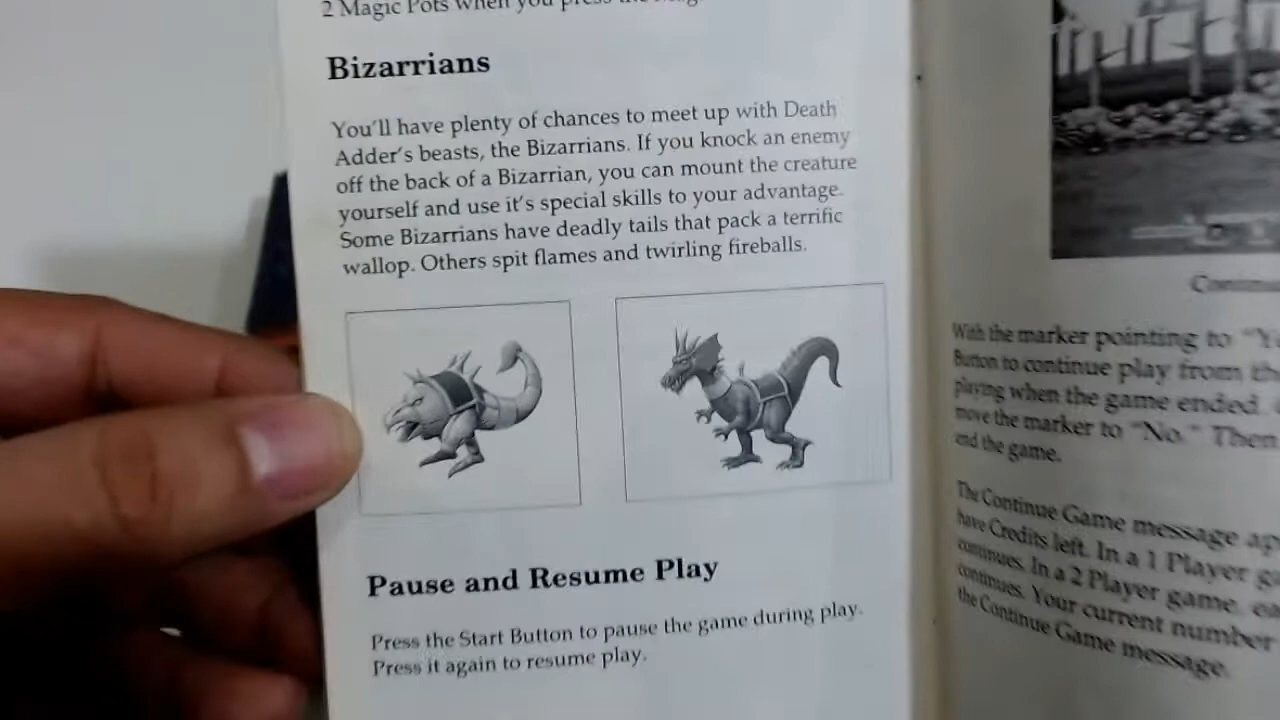 2 Magic Pots when you press the
Bizarrians
You'll have plenty of chances to meet up with Death
Adder's beasts, the Bizarrians. If you knock an enemy
off the back of a Bizarrian, you can mount the creature
yourself and use it's special skills to your advantage.
Some Bizarrians have deadly tails that pack a terrific
wallop. Others spit flames and twirling fireballs.
Pause and Resume Play
Press the Start Button to pause the game during play.
Press it again to resume play.
With the marker pointing to "Y
Button to continue play from th
playing when the game ended.
move the marker to "No." Then
end the game.
The Continue Game message ap
have Credits left. In a 1 Player g
continues. In a 2 Player game, ea
continues. Your current number
the Continue Game message.